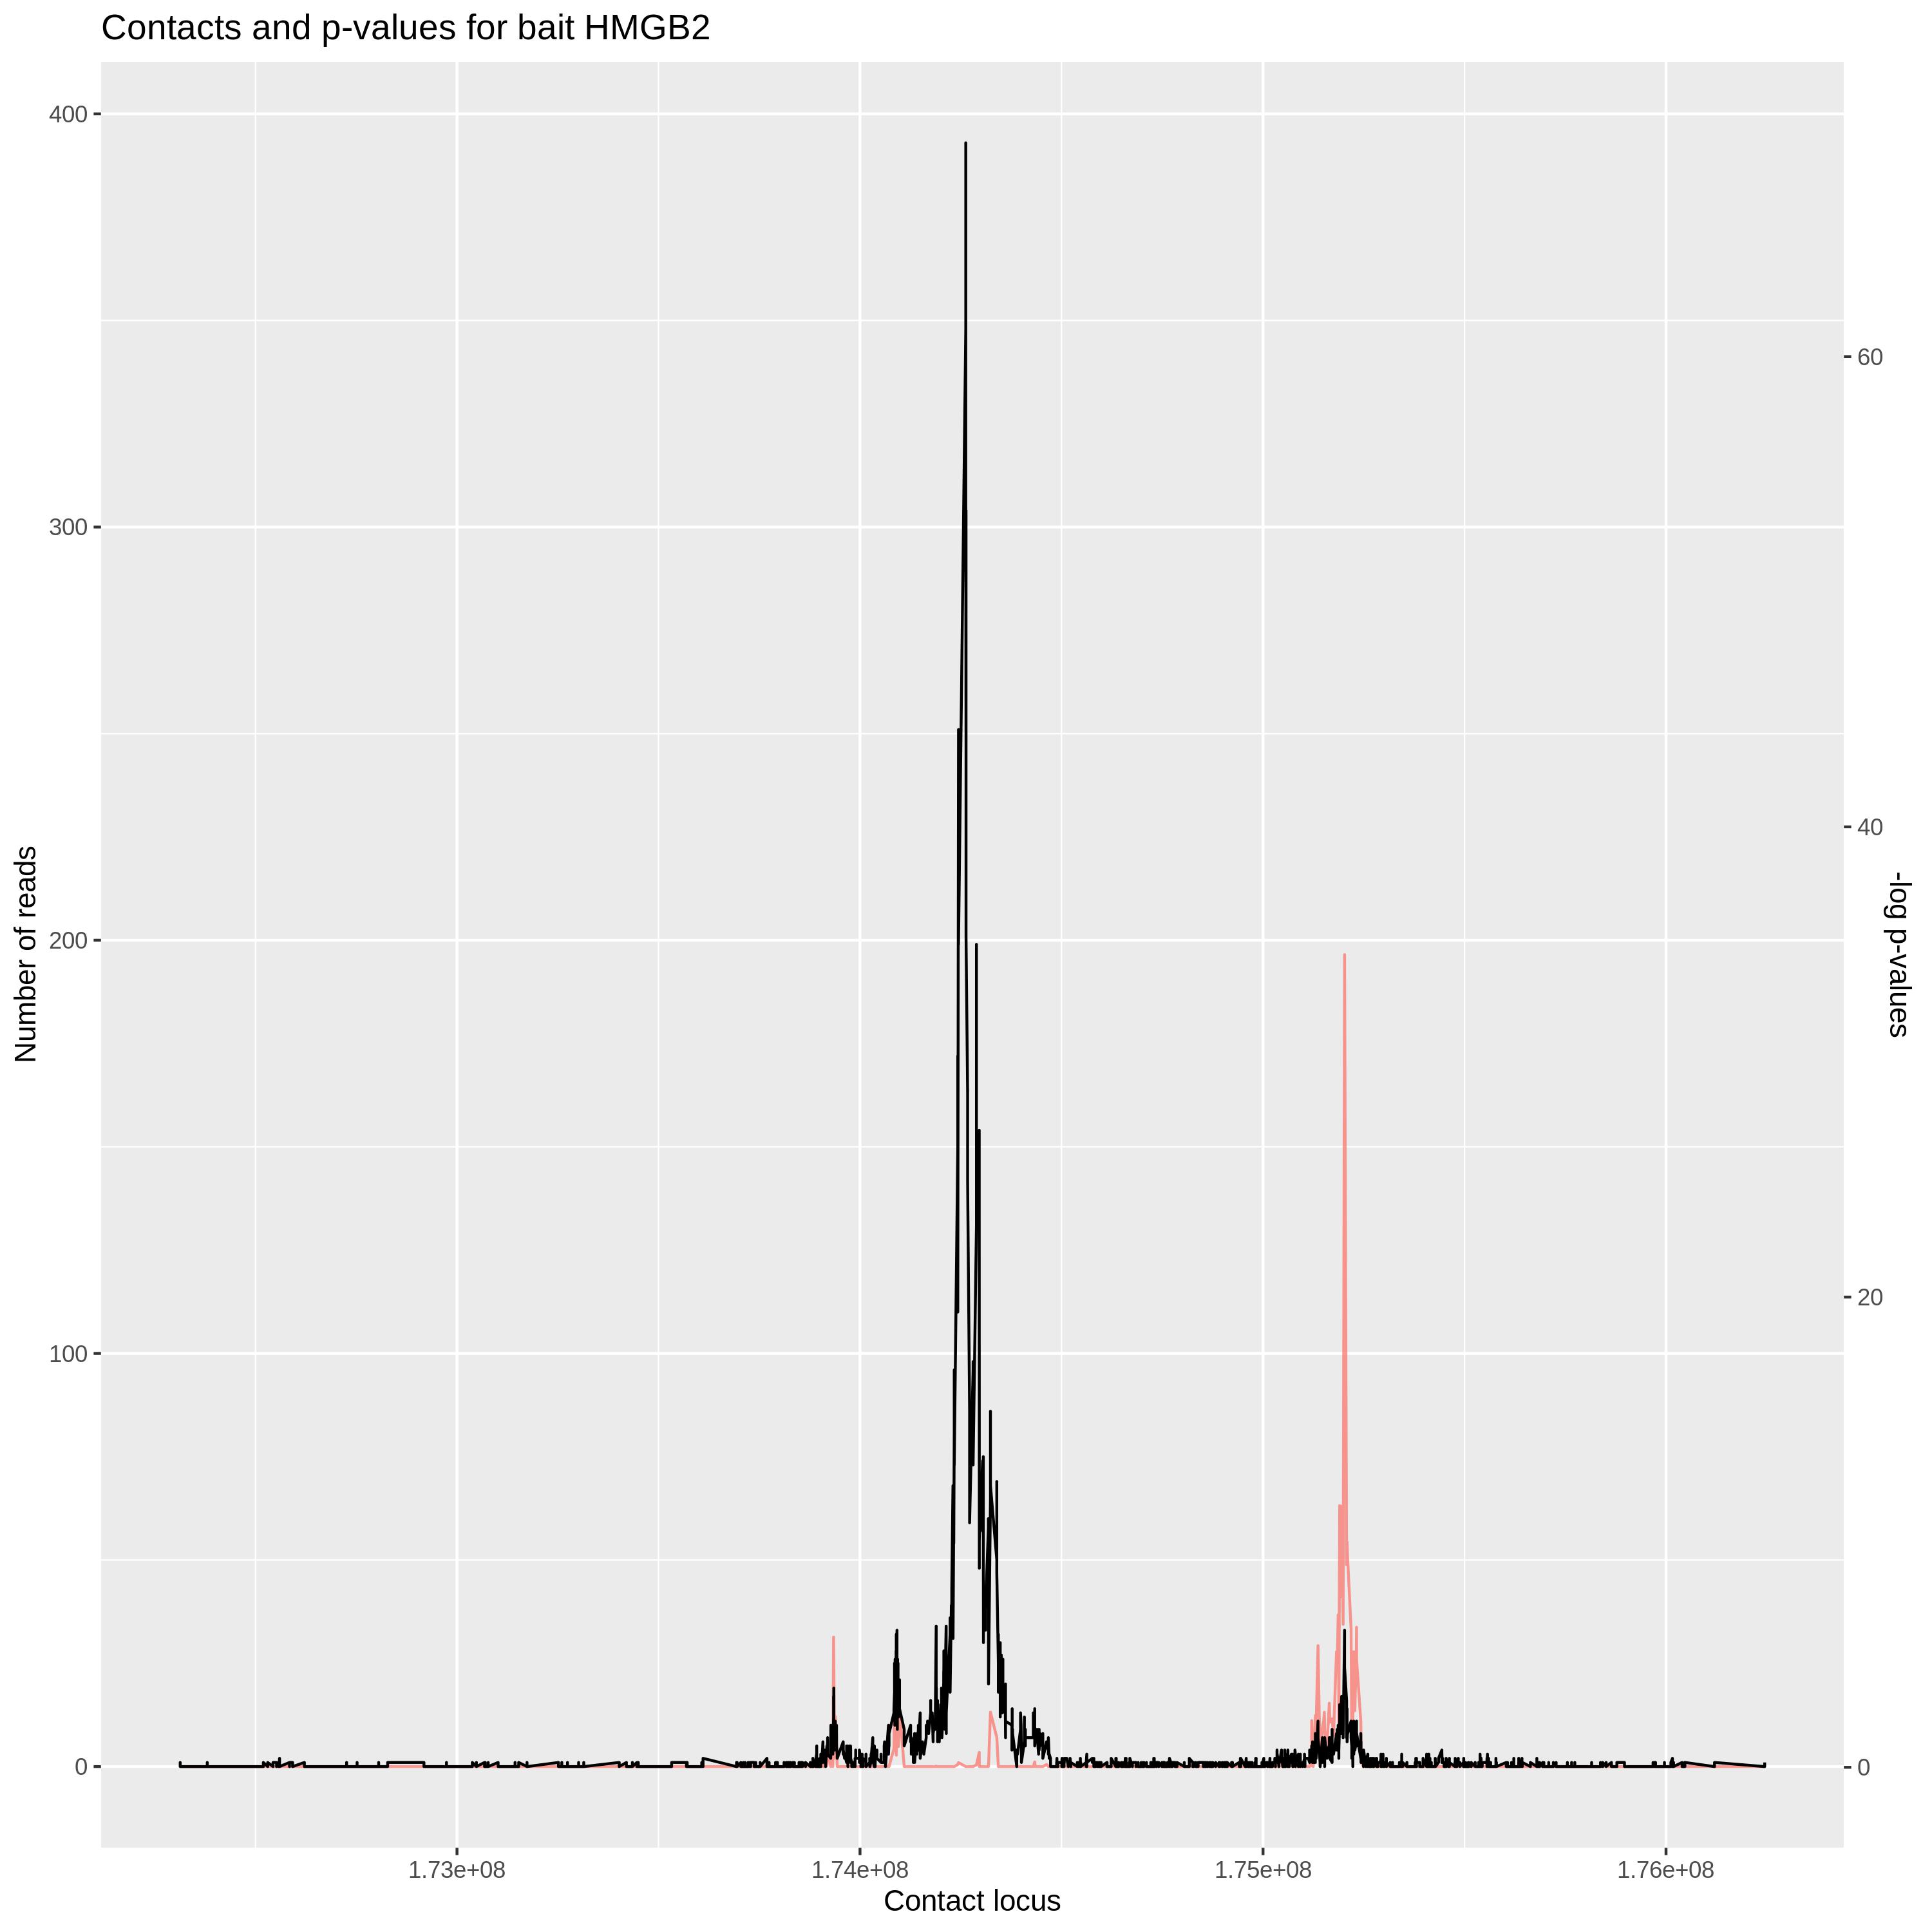 Contacts and p-values for bait HMGB2
400
300
200
100
0
Number of reads
60
40
20
0
-log p-values
1.73e+08
1.74e+08
1.75e+08
1.76e+08
Contact locus